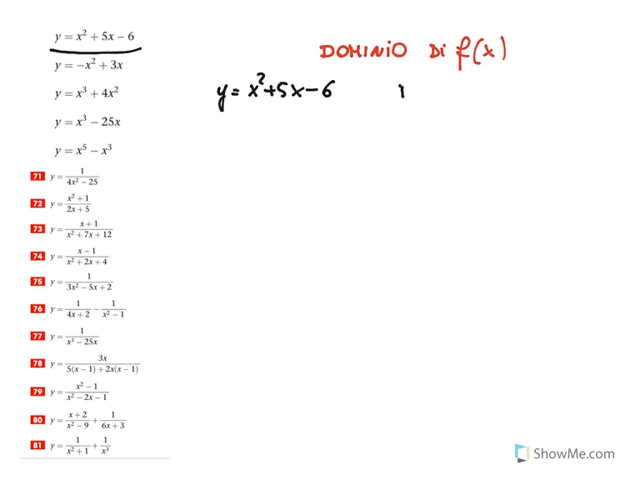 y = x² + 5x − 6
y = −x² + 3x
y = x³ + 4x²
y = x³ − 25x
y = x⁵ − x³
71 y = 1/(4x² − 25)
72 y = (x² + 1)/(2x + 5)
73 y = (x + 1)/(x² + 7x + 12)
74 y = (x − 1)/(x² + 2x + 4)
75 y = 1/(3x² − 5x + 2)
76 y = 1/(4x + 2) − 1/(x² − 1)
77 y = 1/(x³ − 25x)
78 y = 3x/(5(x − 1) + 2x(x − 1))
79 y = (x² − 1)/(x² − 2x − 1)
80 y = (x + 2)/(x² − 9) + 1/(6x + 3)
81 y = 1/(x² + 1) + 1/x³
DOMINIO DI f(x)
y = x² + 5x − 6
ShowMe.com